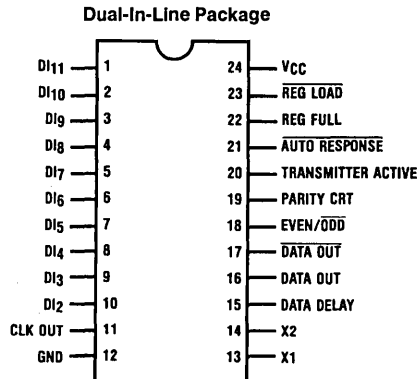 Dual-In-Line Package
DI11 1 24 VCC
DI10 2 23 REG LOAD
DI9 3 22 REG FULL
DI8 4 21 AUTO RESPONSE
DI7 5 20 TRANSMITTER ACTIVE
DI6 6 19 PARITY CRT
DI5 7 18 EVEN/ODD
DI4 8 17 DATA OUT
DI3 9 16 DATA OUT
DI2 10 15 DATA DELAY
CLK OUT 11 14 X2
GND 12 13 X1